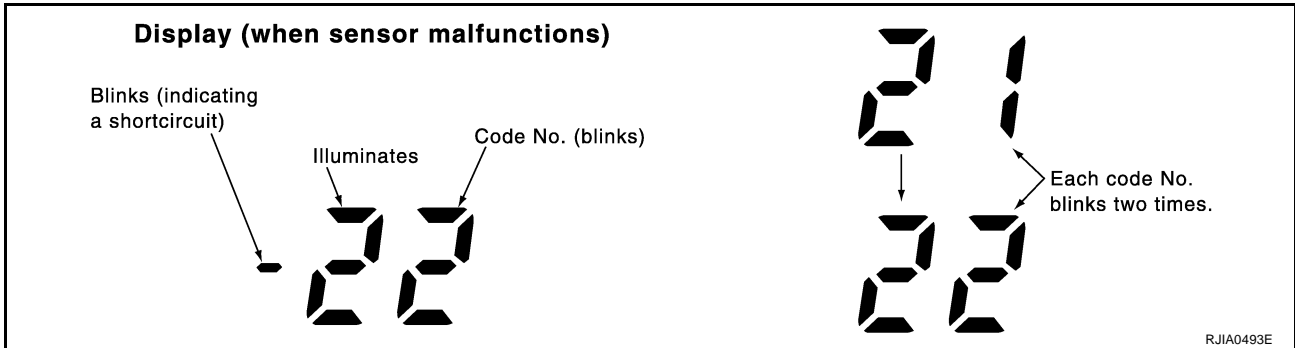 Display (when sensor malfunctions)
Blinks (indicating
a shortcircuit)
Illuminates
Code No. (blinks)
-22
21
22
Each code No.
blinks two times.
RJIA0493E